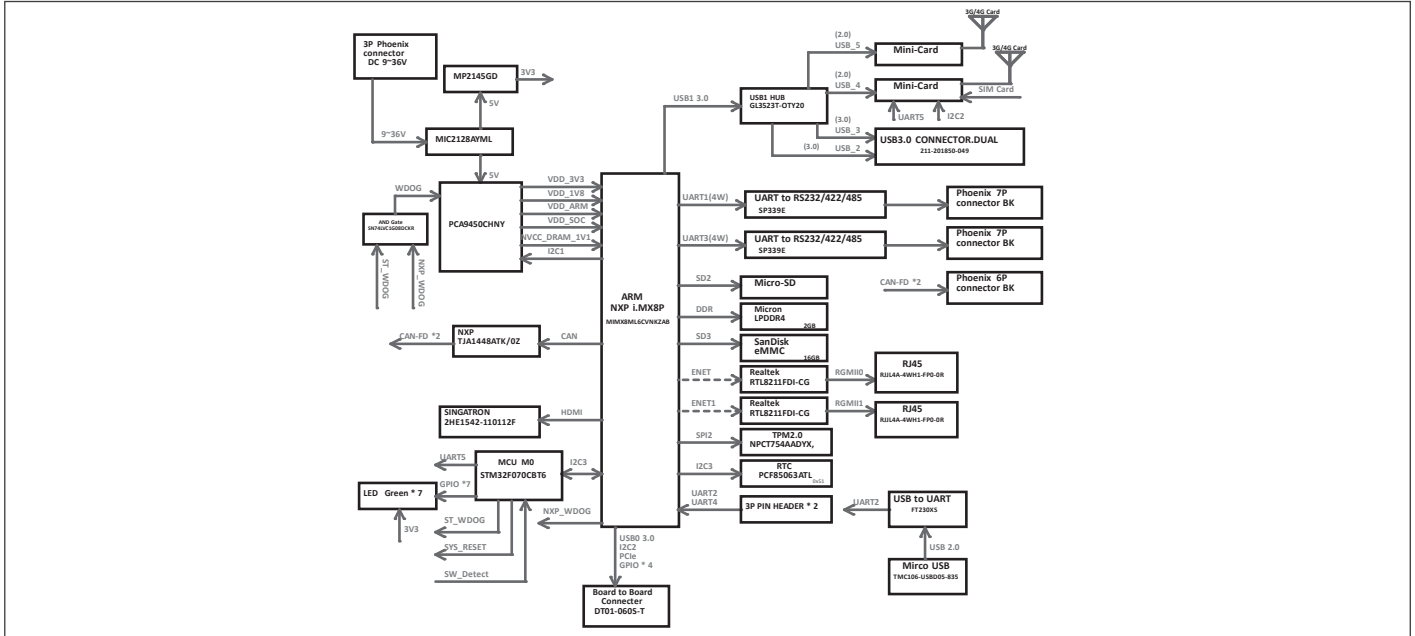 3P Phoenix
connector
DC 9~36V
MP2145GD
3V3
5V
9~36V
MIC2128AYML
5V
WDOG
PCA9450CHNY
AND Gate
SN74LVC1G08DCKR
ST_WDOG
NXP_WDOG
VDD_3V3
VDD_1V8
VDD_ARM
VDD_SOC
NVCC_DRAM_1V1
I2C1
CAN-FD *2
NXP
TJA1448ATK/0Z
CAN
SINGATRON
2HE1542-110112F
HDMI
UART5
MCU M0
STM32F070CBT6
I2C3
GPIO *7
LED Green * 7
3V3
ST_WDOG
SYS_RESET
SW_Detect
NXP_WDOG
ARM
NXP i.MX8P
MIMX8ML6CVNKZAB
USB0 3.0
I2C2
PCIe
GPIO * 4
Board to Board
Connecter
DT01-060S-T
USB1 3.0
USB1 HUB
GL3523T-OTY20
(2.0)
USB_5
Mini-Card
3G/4G Card
(2.0)
USB_4
Mini-Card
3G/4G Card
SIM Card
UART5
I2C2
(3.0)
USB_3
(3.0)
USB_2
USB3.0 CONNECTOR.DUAL
211-201850-049
UART1(4W)
UART to RS232/422/485
SP339E
Phoenix 7P
connector BK
UART3(4W)
UART to RS232/422/485
SP339E
Phoenix 7P
connector BK
SD2
Micro-SD
CAN-FD *2
Phoenix 6P
connector BK
DDR
Micron
LPDDR4
2GB
SD3
SanDisk
eMMC
16GB
ENET
Realtek
RTL8211FDI-CG
RGMII0
RJ45
RJJL4A-4WH1-FP0-0R
ENET1
Realtek
RTL8211FDI-CG
RGMII1
RJ45
RJJL4A-4WH1-FP0-0R
SPI2
TPM2.0
NPCT754AADYX,
I2C3
RTC
PCF85063ATL
0x51
UART2
UART4
3P PIN HEADER * 2
UART2
USB to UART
FT230XS
USB 2.0
Mirco USB
TMC106-USBD05-835